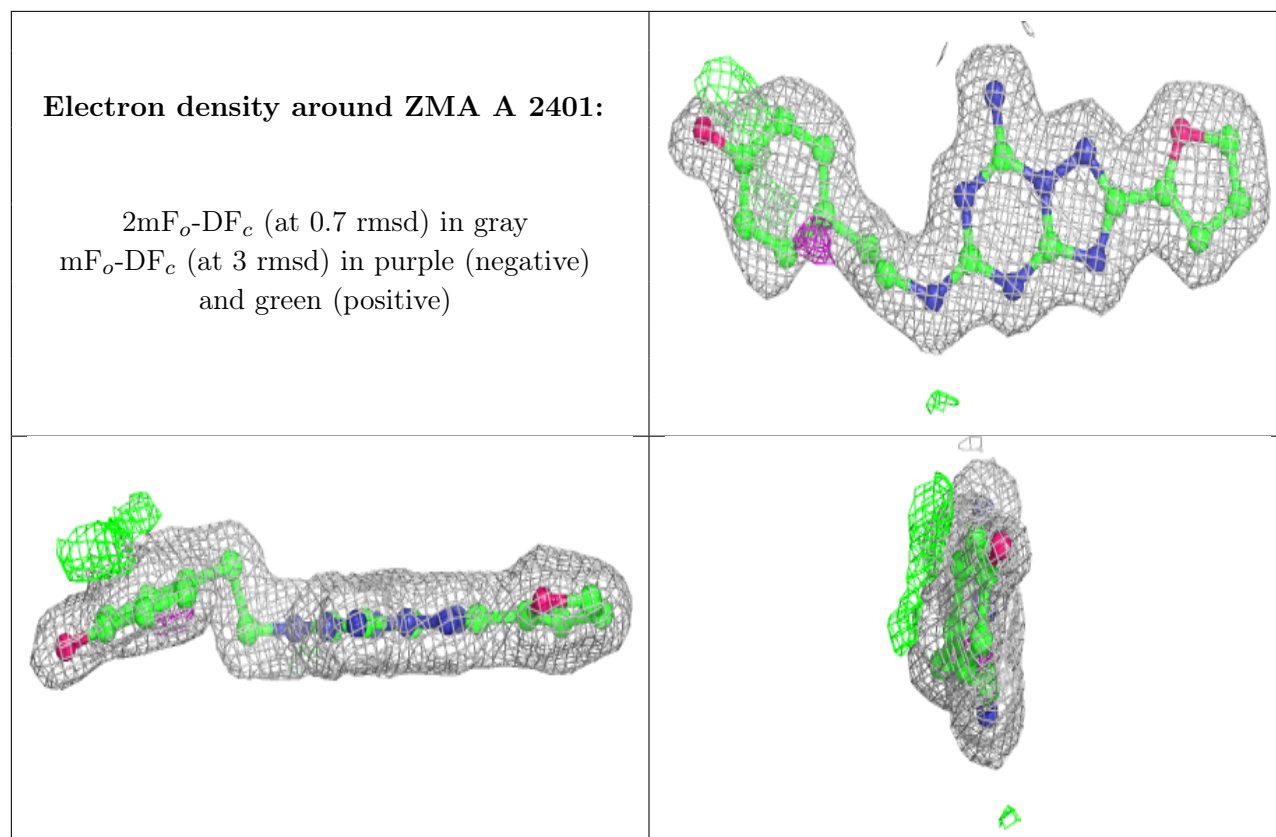 Electron density around ZMA A 2401:
2mFₒ-DF𝒸 (at 0.7 rmsd) in gray
mFₒ-DF𝒸 (at 3 rmsd) in purple (negative)
and green (positive)